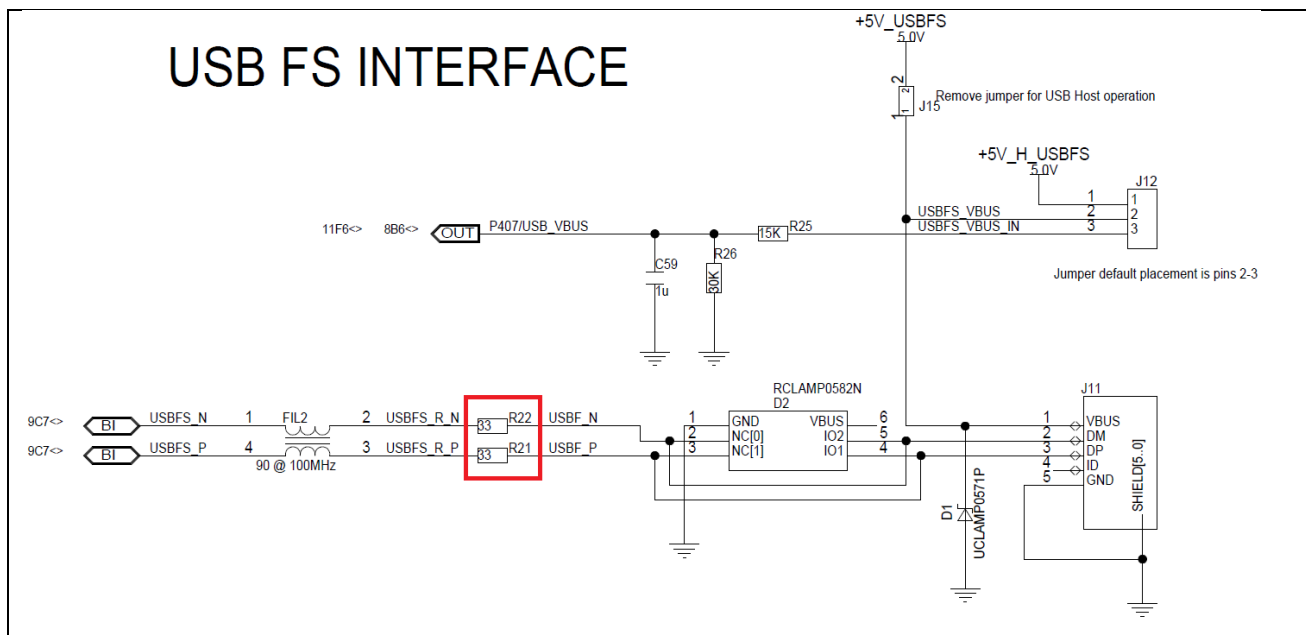 USB FS INTERFACE
+5V_USBFS
5.0V
2
2
1
1
J15
Remove jumper for USB Host operation
+5V_H_USBFS
5.0V
J12
1
1
USBFS_VBUS
2
2
USBFS_VBUS_IN
3
3
11F6<>
8B6<>
OUT
P407/USB_VBUS
15K
R25
C59
1u
R26
30K
Jumper default placement is pins 2-3
RCLAMP0582N
D2
J11
9C7<>
BI
USBFS_N
1
FIL2
2
USBFS_R_N
33
R22
USBF_N
1
GND
VBUS
6
2
NC[0]
IO2
5
3
NC[1]
IO1
4
1
VBUS
2
DM
3
DP
4
ID
5
GND
SHIELD[5..0]
9C7<>
BI
USBFS_P
4
90 @ 100MHz
3
USBFS_R_P
33
R21
USBF_P
D1
UCLAMP0571P